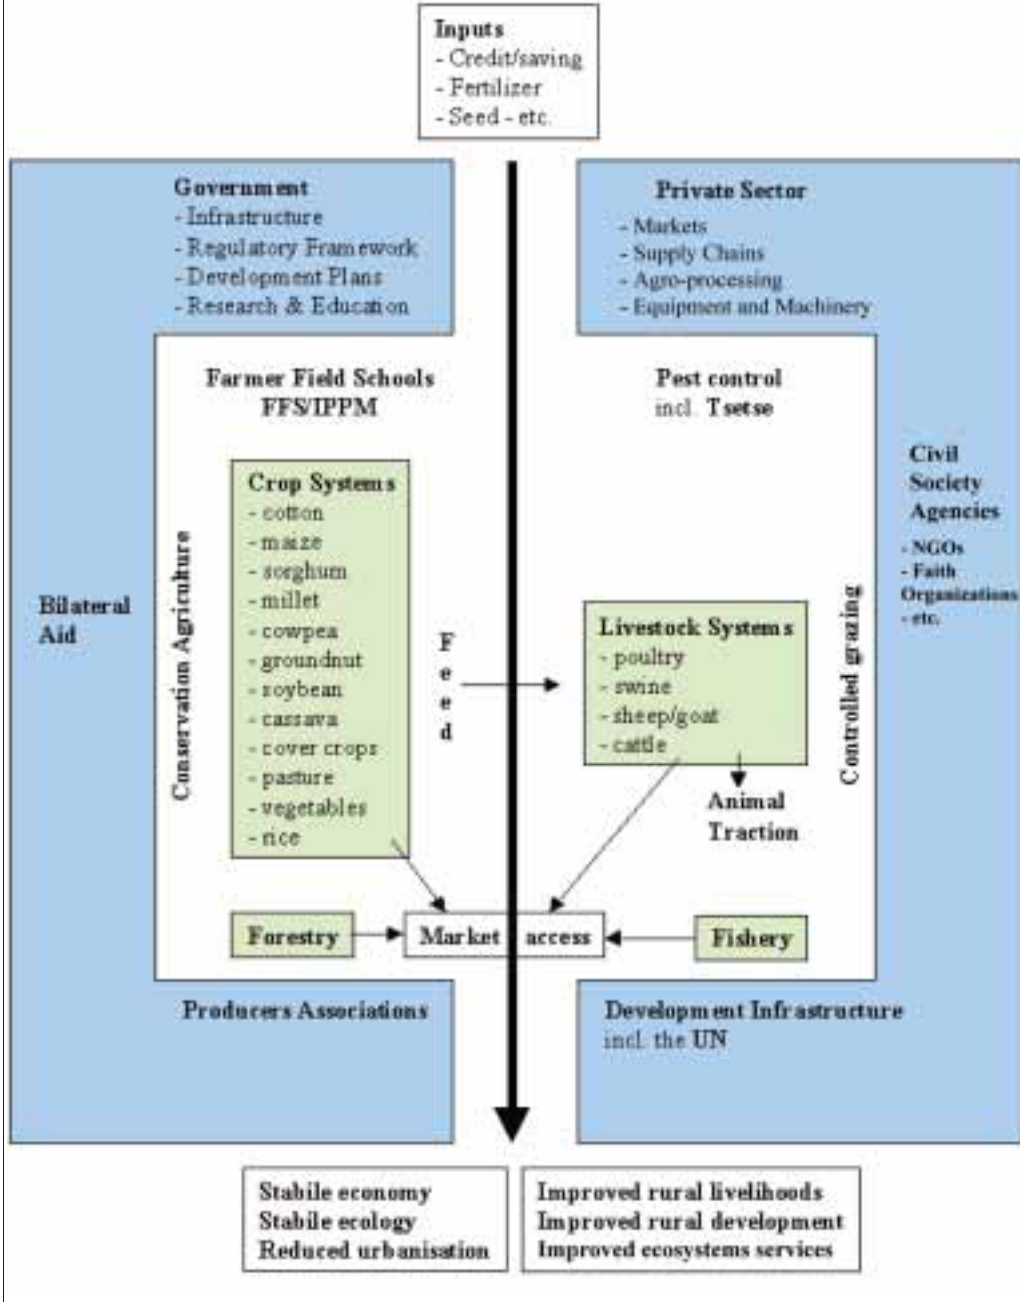 Inputs
- Credit/saving
- Fertilizer
- Seed - etc.
Government
- Infrastructure
- Regulatory Framework
- Development Plans
- Research & Education
Private Sector
- Markets
- Supply Chains
- Agro-processing
- Equipment and Machinery
Farmer Field Schools
FFS/IPPM
Pest control
incl. Tsetse
Civil
Society
Agencies
- NGOs
- Faith
Organizations
- etc.
Bilateral
Aid
Conservation Agriculture
Crop Systems
- cotton
- maize
- sorghum
- millet
- cowpea
- groundnut
- soybean
- cassava
- cover crops
- pasture
- vegetables
- rice
Feed
Livestock Systems
- poultry
- swine
- sheep/goat
- cattle
Controlled grazing
Animal
Traction
Forestry
Market access
Fishery
Producers Associations
Development Infrastructure
incl. the UN
Stabile economy
Stabile ecology
Reduced urbanisation
Improved rural livelihoods
Improved rural development
Improved ecosystems services